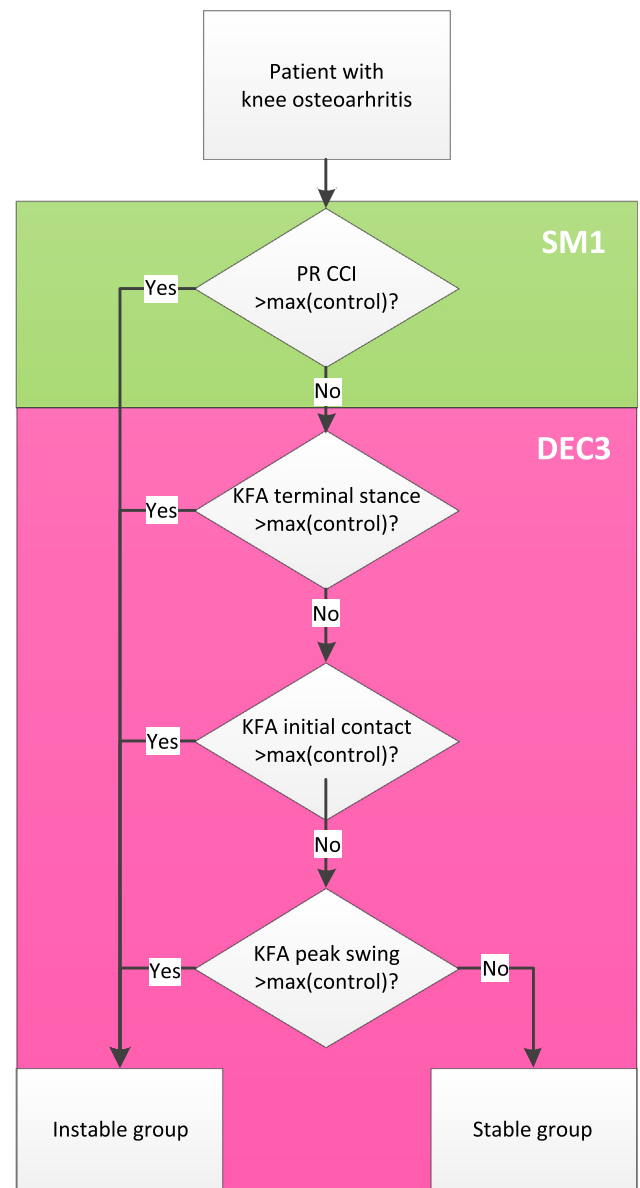 Patient with
knee osteoarhritis
SM1
PR CCI
>max(control)?
Yes
No
DEC3
KFA terminal stance
>max(control)?
Yes
No
KFA initial contact
>max(control)?
Yes
No
KFA peak swing
>max(control)?
Yes
No
Instable group
Stable group